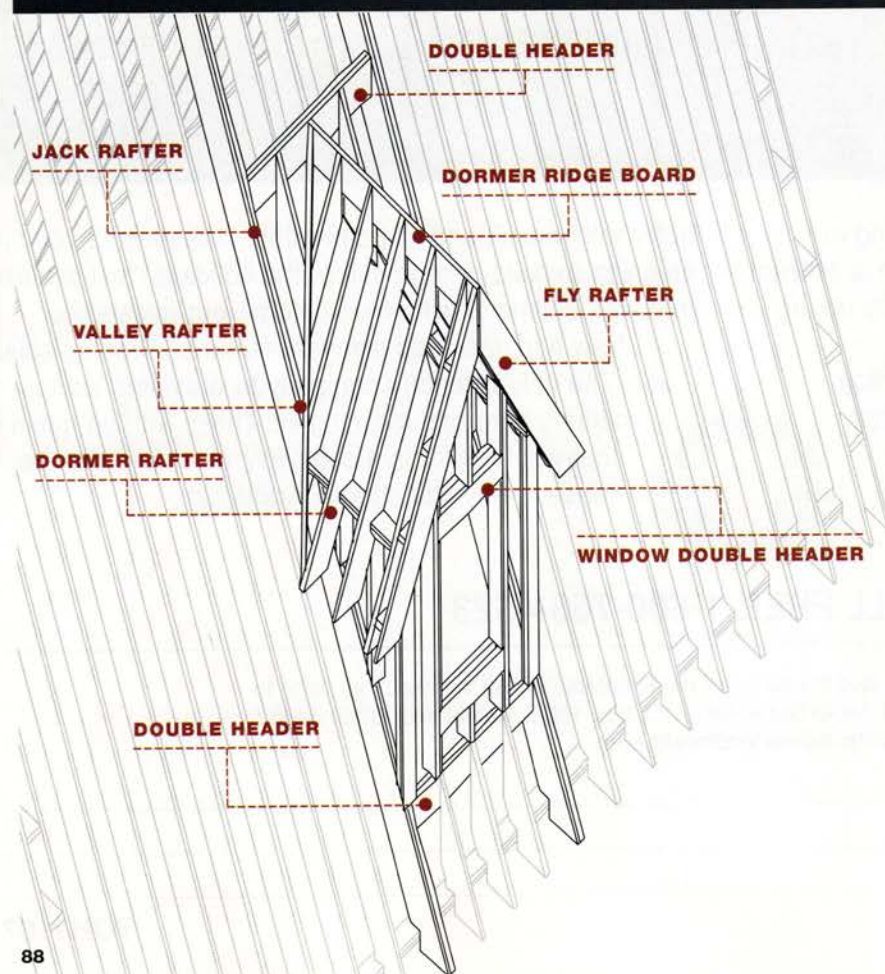 DOUBLE HEADER
JACK RAFTER
DORMER RIDGE BOARD
FLY RAFTER
VALLEY RAFTER
DORMER RAFTER
WINDOW DOUBLE HEADER
DOUBLE HEADER
88